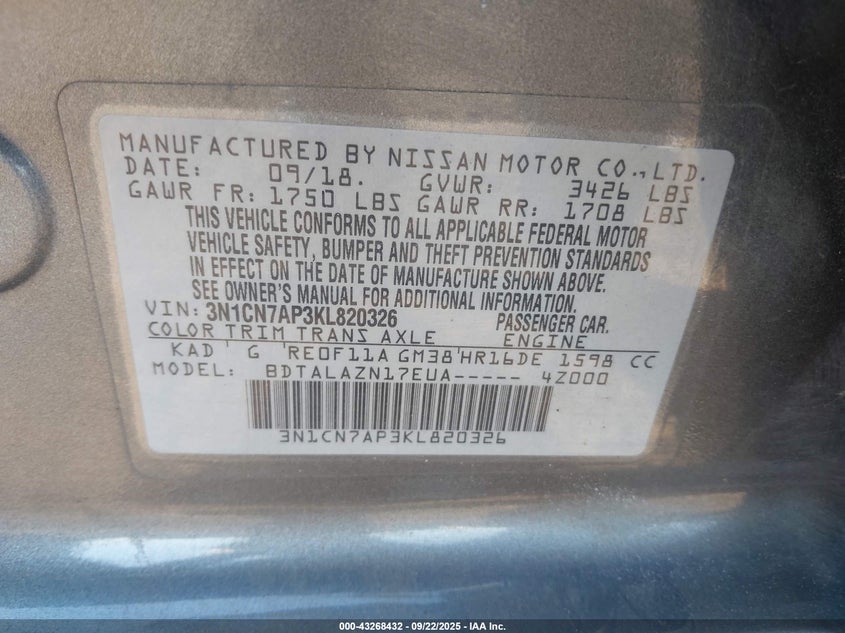 MANUFACTURED BY NISSAN MOTOR CO., LTD.
DATE: 09/18. GVWR: 3426 LBS
GAWR FR: 1750 LBS GAWR RR: 1708 LBS
THIS VEHICLE CONFORMS TO ALL APPLICABLE FEDERAL MOTOR
VEHICLE SAFETY, BUMPER AND THEFT PREVENTION STANDARDS
IN EFFECT ON THE DATE OF MANUFACTURE SHOWN ABOVE.
SEE OWNER'S MANUAL FOR ADDITIONAL INFORMATION
VIN: 3N1CN7AP3KL820326 PASSENGER CAR.
COLOR TRIM TRANS AXLE ENGINE
KAD G RE0F11A GM38 HR16DE 1598 CC
MODEL: BDTALAZN17EUA----- 4Z000
3N1CN7AP3KL820326
000-43268432 - 09/22/2025 - IAA Inc.